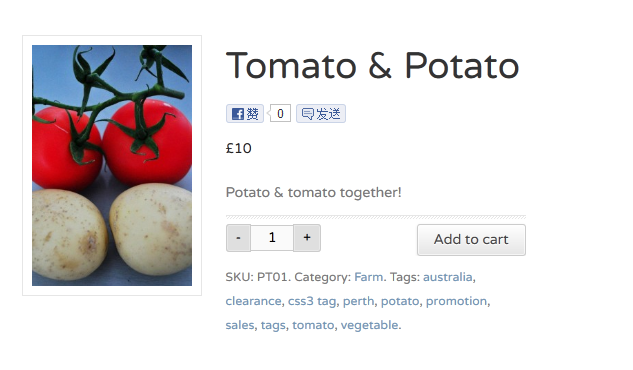 Tomato & Potato
赞 0 发送
£10
Potato & tomato together!
- 1 + Add to cart
SKU: PT01. Category: Farm. Tags: australia,
clearance, css3 tag, perth, potato, promotion,
sales, tags, tomato, vegetable.